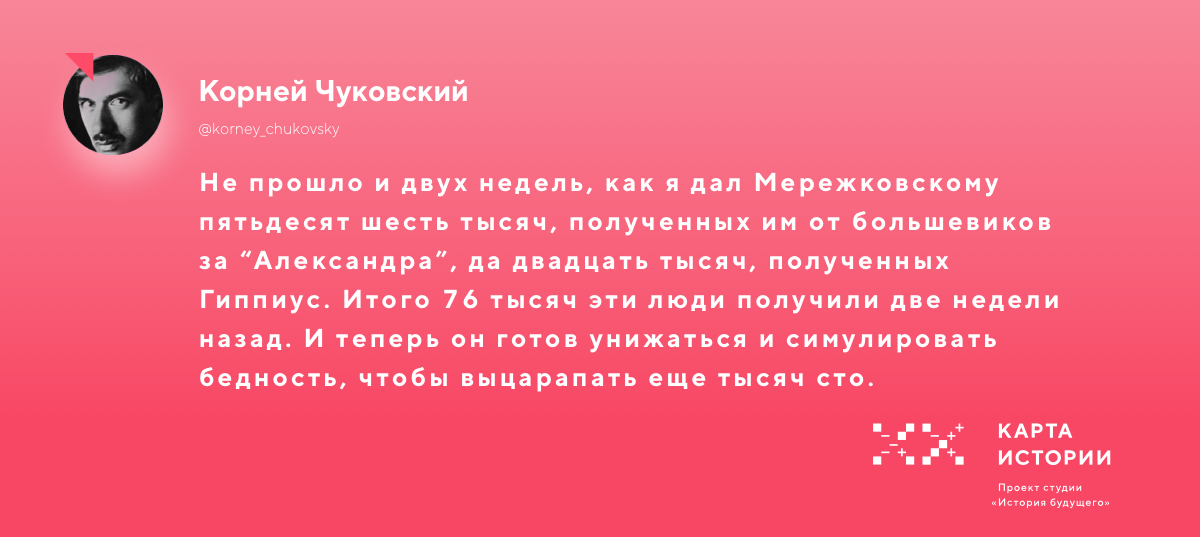 Корней Чуковский
@korney_chukovsky
Не прошло и двух недель, как я дал Мережковскому
пятьдесят шесть тысяч, полученных им от большевиков
за “Александра”, да двадцать тысяч, полученных
Гиппиус. Итого 76 тысяч эти люди получили две недели
назад. И теперь он готов унижаться и симулировать
бедность, чтобы выцарапать еще тысяч сто.
КАРТА
ИСТОРИИ
Проект студии
«История будущего»